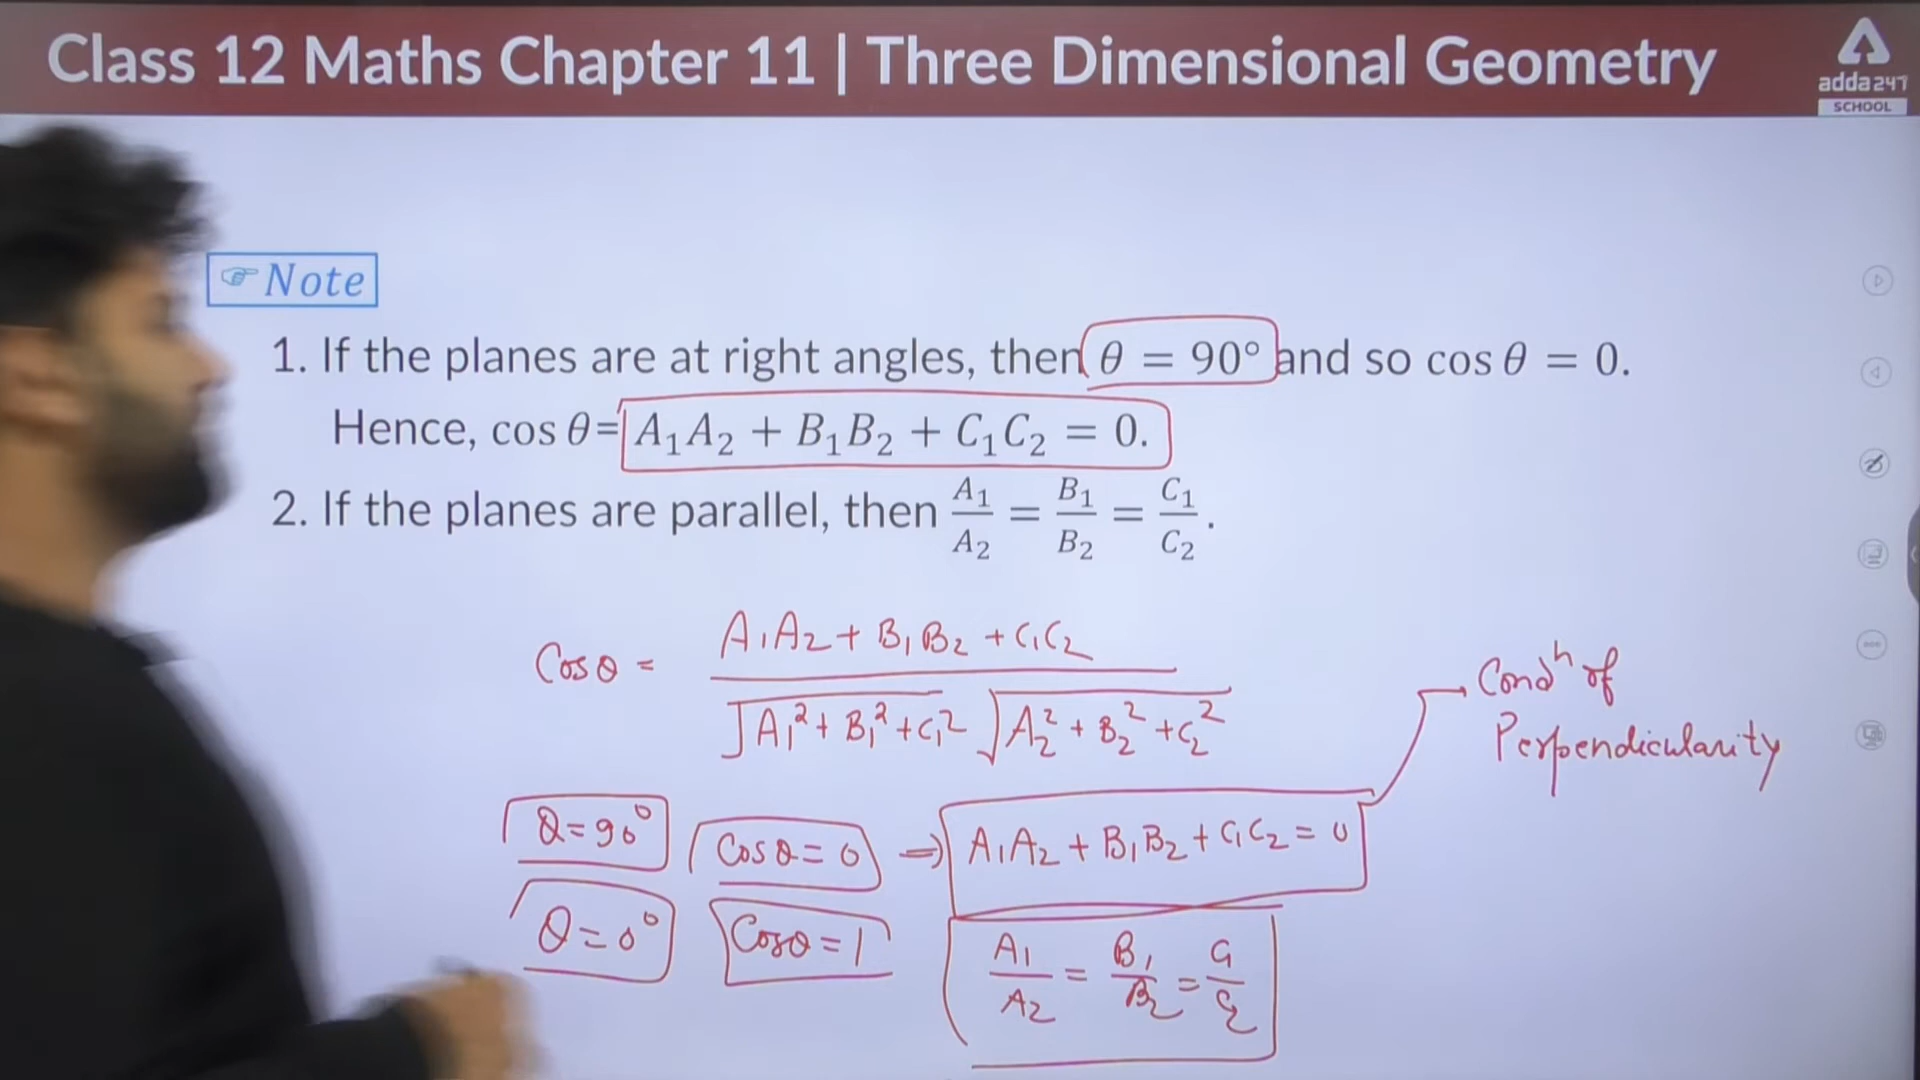 Class 12 Maths Chapter 11 | Three Dimensional Geometry
adda247
SCHOOL
☞Note
1. If the planes are at right angles, then θ = 90° and so cos θ = 0.
Hence, cos θ= A₁A₂ + B₁B₂ + C₁C₂ = 0.
2. If the planes are parallel, then A₁/A₂ = B₁/B₂ = C₁/C₂.
Cos θ = (A₁A₂ + B₁B₂ + C₁C₂) / (√(A₁² + B₁² + C₁²) √(A₂² + B₂² + C₂²))
Condⁿ of
Perpendicularity
θ = 90° Cos θ = 0 ⇒ A₁A₂ + B₁B₂ + C₁C₂ = 0
θ = 0° Cos θ = 1 A₁/A₂ = B₁/B₂ = C₁/C₂